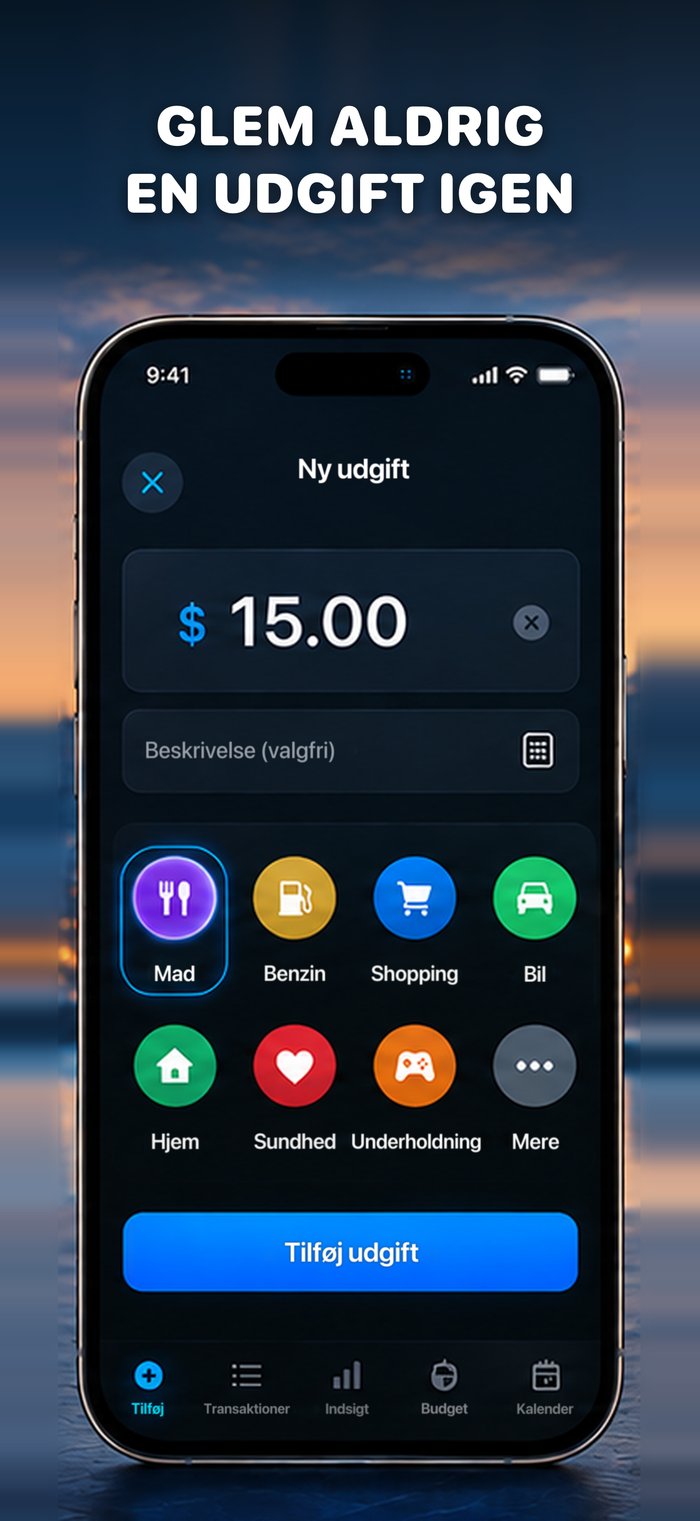 GLEM ALDRIG
EN UDGIFT IGEN
9:41
Ny udgift
$ 15.00
Beskrivelse (valgfri)
Mad Benzin Shopping Bil
Hjem Sundhed Underholdning Mere
Tilføj udgift
Tilføj Transaktioner Indsigt Budget Kalender